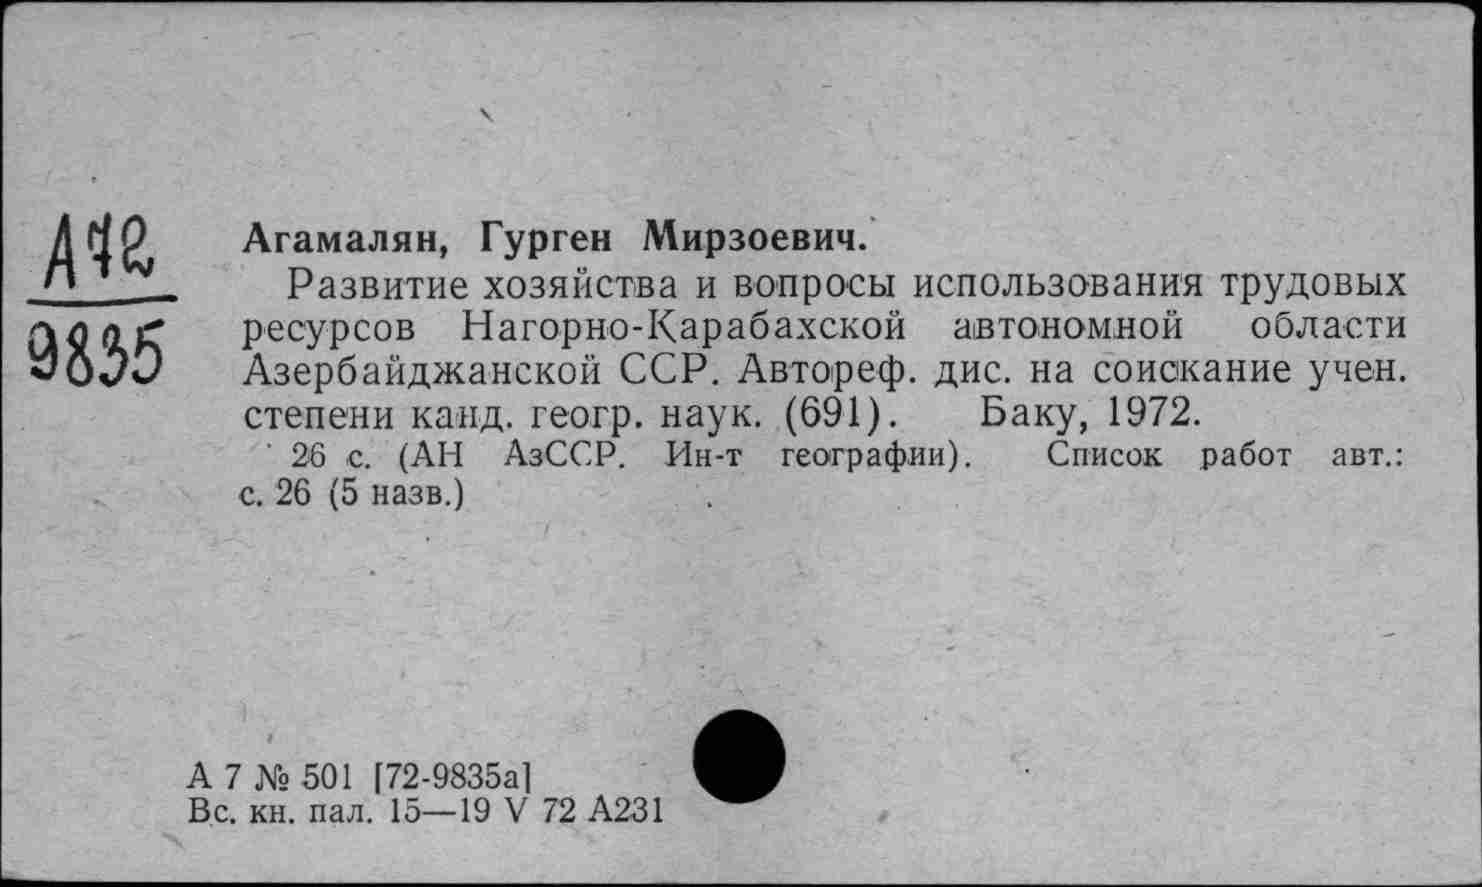 А72
9835
Агамалян, Гурген Мирзоевич.
Развитие хозяйства и вопросы использования трудовых
ресурсов Нагорно-Карабахской автономной области
Азербайджанской ССР. Автореф. дис. на соискание учен.
степени канд. геогр. наук. (691). Баку, 1972.
26 с. (АН АзССР. Ин-т географии). Список работ авт.:
с. 26 (5 назв.)
А 7 № 501 [72-9835а]
Вс. кн. пал. 15—19 V 72 А231